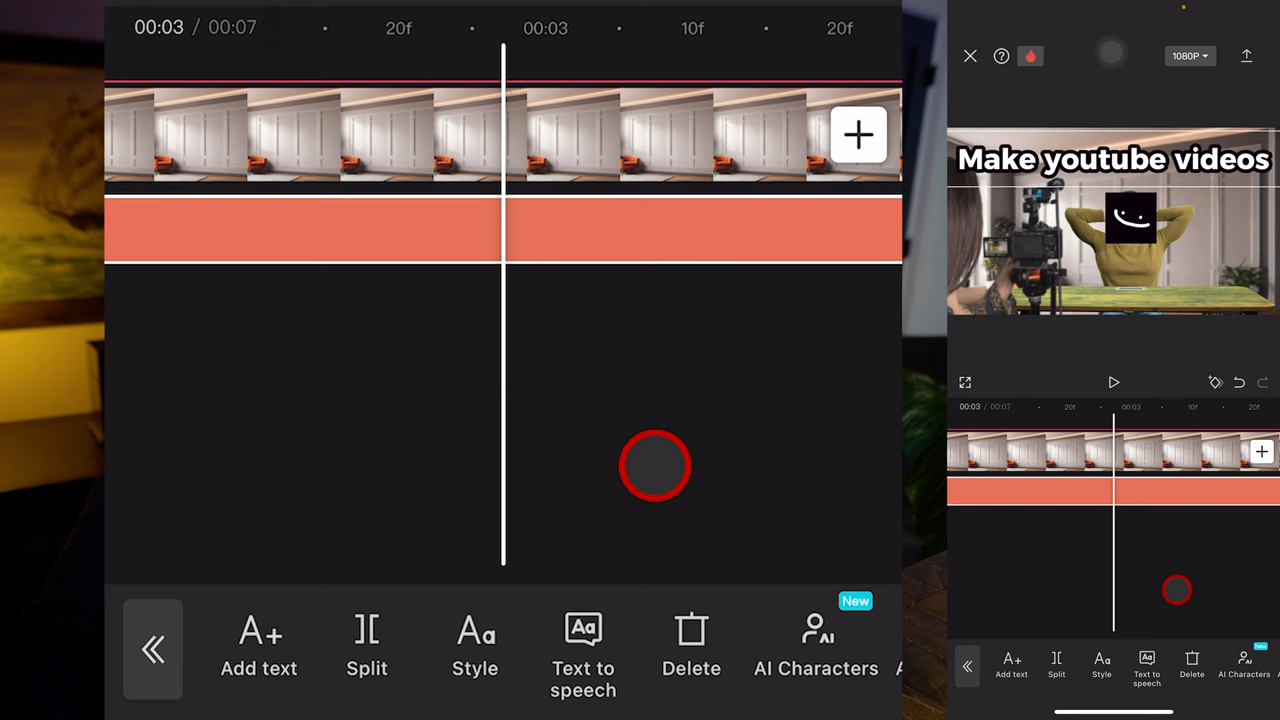 00:03 / 00:07 20f 00:03 10f 20f
New
Add text Split Style Text to speech Delete AI Characters A
1080P
Make youtube videos
00:03 / 00:07 20f 00:03 10f 20f
New
Add text Split Style Text to speech Delete AI Characters